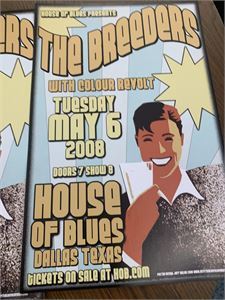 HOUSE OF BLUES PRESENTS
THE BREEDERS
WITH COLOUR REVOLT
TUESDAY
MAY 6
2008
DOORS 7 SHOW 8
HOUSE
OF BLUES
DALLAS TEXAS
TICKETS ON SALE AT HOB.COM